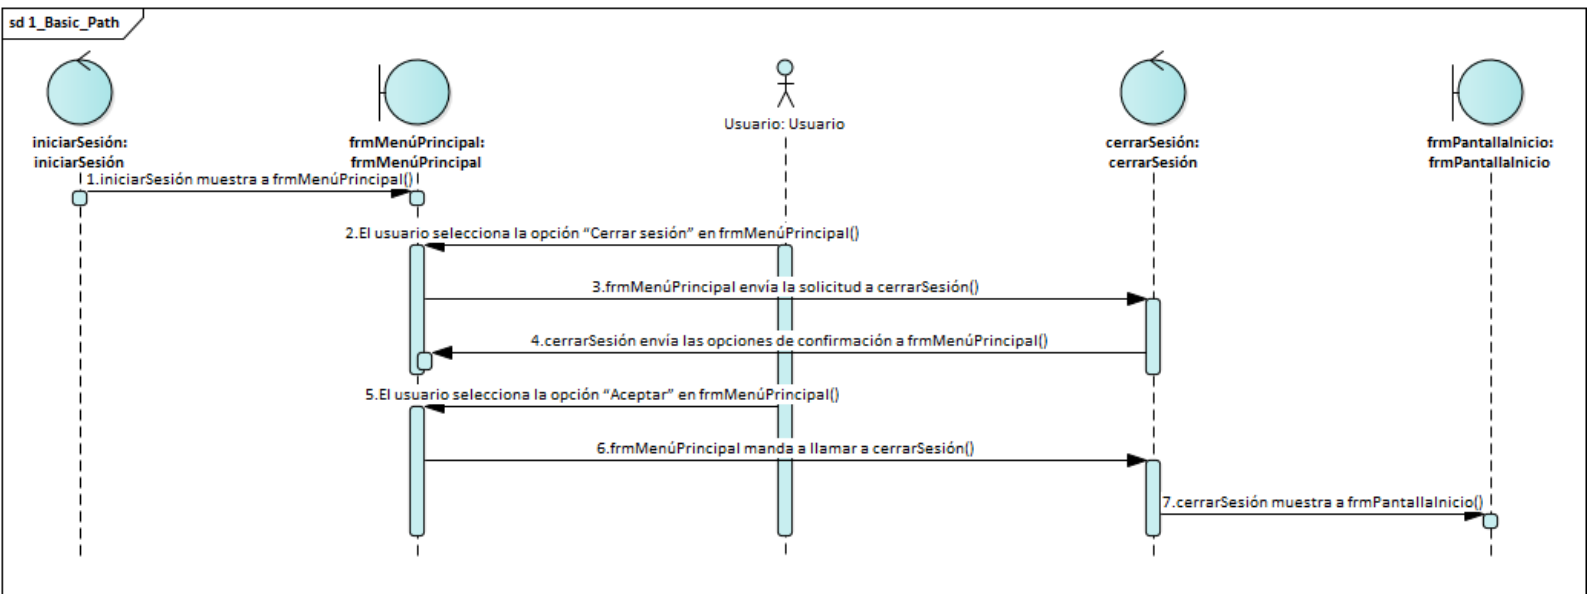 sd 1_Basic_Path
iniciarSesión:
iniciarSesión
frmMenúPrincipal:
frmMenúPrincipal
Usuario: Usuario
cerrarSesión:
cerrarSesión
frmPantallaInicio:
frmPantallaInicio
1.iniciarSesión muestra a frmMenúPrincipal()
2.El usuario selecciona la opción “Cerrar sesión” en frmMenúPrincipal()
3.frmMenúPrincipal envía la solicitud a cerrarSesión()
4.cerrarSesión envía las opciones de confirmación a frmMenúPrincipal()
5.El usuario selecciona la opción “Aceptar” en frmMenúPrincipal()
6.frmMenúPrincipal manda a llamar a cerrarSesión()
7.cerrarSesión muestra a frmPantallaInicio()